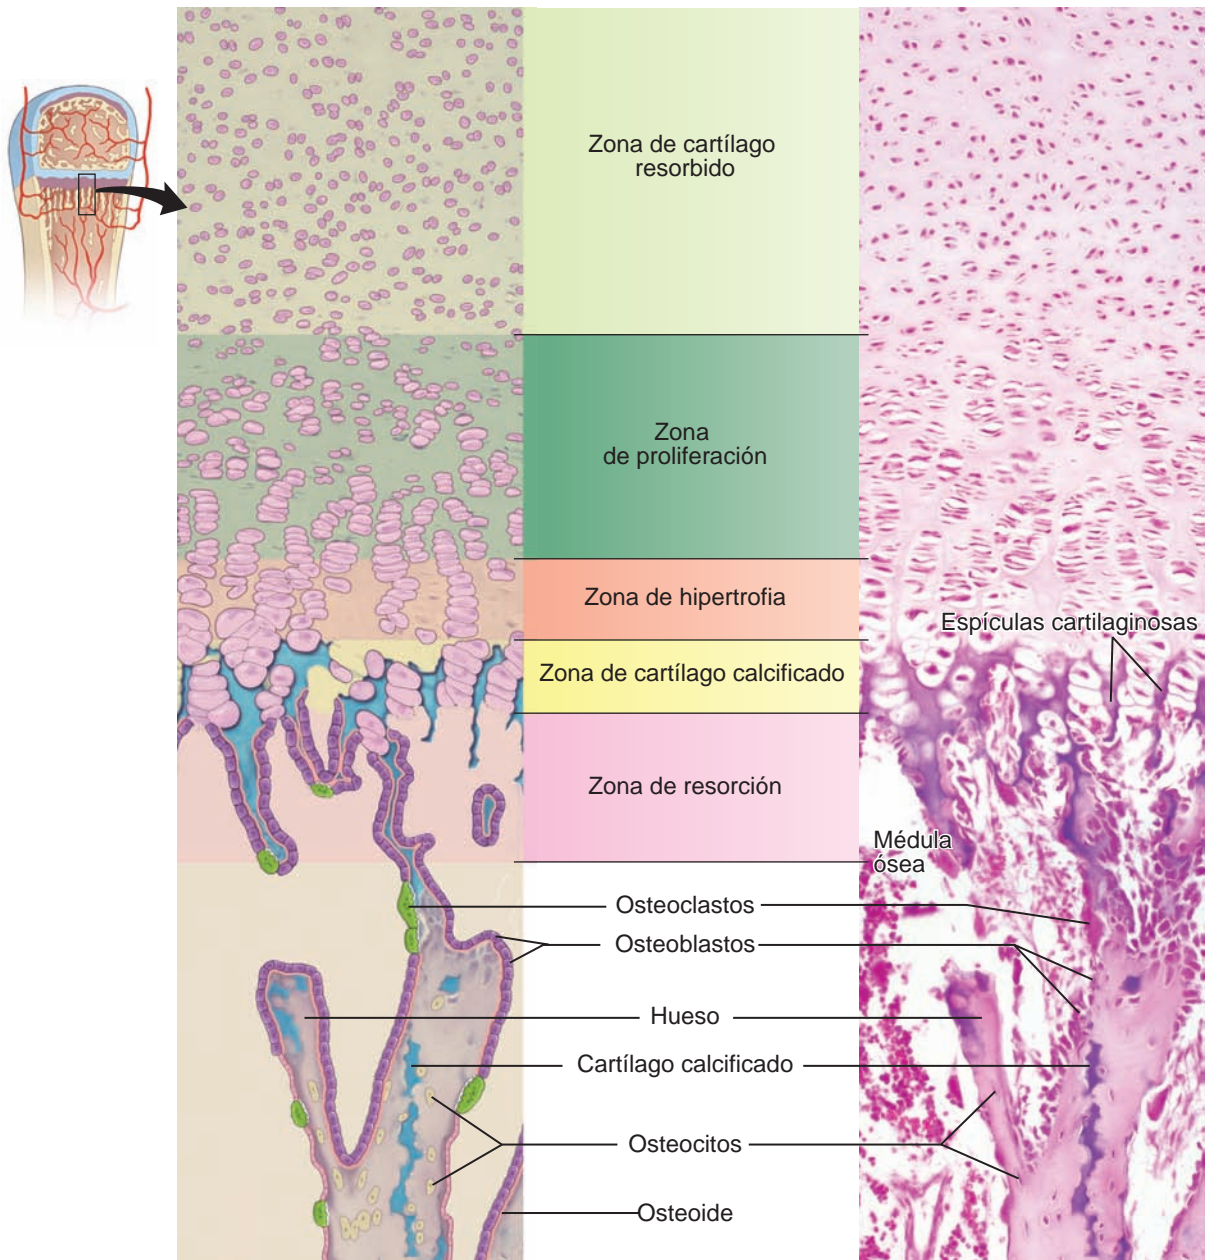 Zona de cartílago
resorbido
Zona
de proliferación
Zona de hipertrofia
Espículas cartilaginosas
Zona de cartílago calcificado
Zona de resorción
Médula
ósea
Osteoclastos
Osteoblastos
Hueso
Cartílago calcificado
Osteocitos
Osteoide